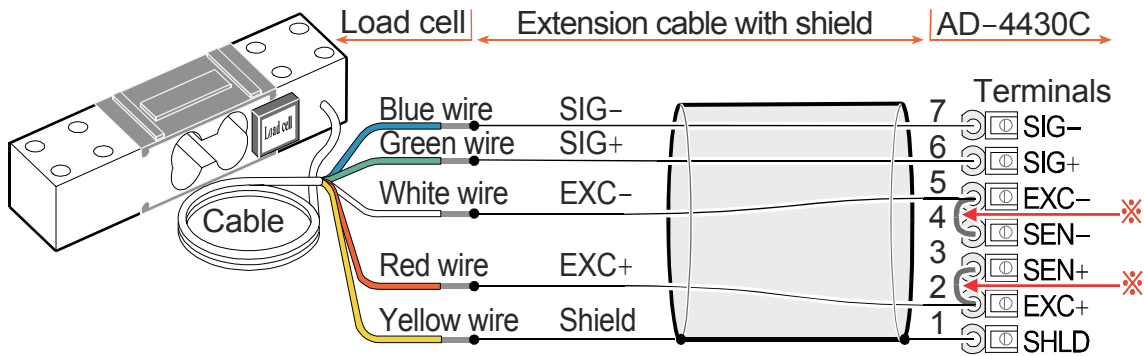 Load cell Extension cable with shield AD-4430C
Terminals
Blue wire SIG- 7 SIG-
Green wire SIG+ 6 SIG+
White wire EXC- 5 EXC-
※
4 SEN-
Cable
3 SEN+
Red wire EXC+ 2 EXC+
※
Yellow wire Shield 1 SHLD
Load cell